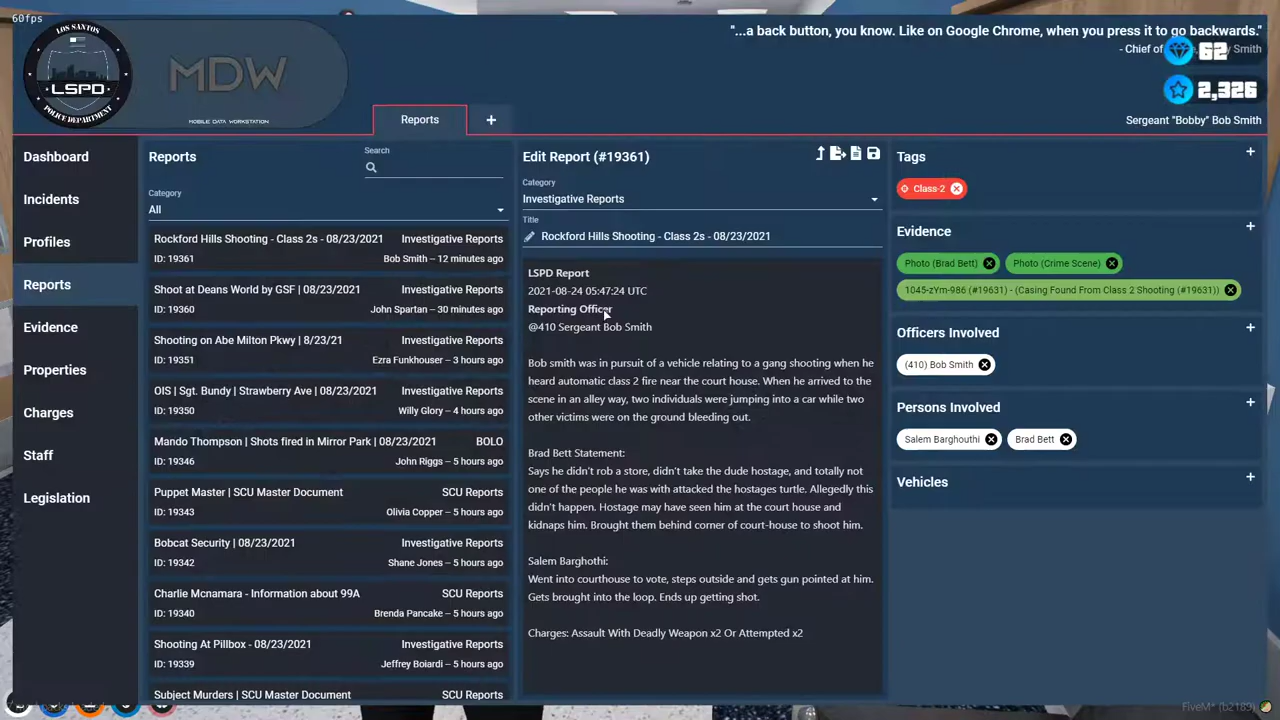 60fps
LOS SANTOS
LSPD
POLICE DEPARTMENT
MDW
MOBILE DATA WORKSTATION
"...a back button, you know. Like on Google Chrome, when you press it to go backwards."
- Chief of
Smith
62
2,326
Sergeant "Bobby" Bob Smith
Reports
+
Dashboard
Incidents
Profiles
Reports
Evidence
Properties
Charges
Staff
Legislation
Reports
Search
Category
All
Rockford Hills Shooting - Class 2s - 08/23/2021 Investigative Reports
ID: 19361 Bob Smith – 12 minutes ago
Shoot at Deans World by GSF | 08/23/2021 Investigative Reports
ID: 19360 John Spartan – 30 minutes ago
Shooting on Abe Milton Pkwy | 8/23/21 Investigative Reports
ID: 19351 Ezra Funkhouser – 3 hours ago
OIS | Sgt. Bundy | Strawberry Ave | 08/23/2021 Investigative Reports
ID: 19350 Willy Glory – 4 hours ago
Mando Thompson | Shots fired in Mirror Park | 08/23/2021 BOLO
ID: 19346 John Riggs – 5 hours ago
Puppet Master | SCU Master Document SCU Reports
ID: 19343 Olivia Copper – 5 hours ago
Bobcat Security | 08/23/2021 Investigative Reports
ID: 19342 Shane Jones – 5 hours ago
Charlie Mcnamara - Information about 99A SCU Reports
ID: 19340 Brenda Pancake – 5 hours ago
Shooting At Pillbox - 08/23/2021 Investigative Reports
ID: 19339 Jeffrey Boiardi – 5 hours ago
Subject Murders | SCU Master Document SCU Reports
Edit Report (#19361)
Category
Investigative Reports
Title
Rockford Hills Shooting - Class 2s - 08/23/2021
LSPD Report
2021-08-24 05:47:24 UTC
Reporting Officer
@410 Sergeant Bob Smith
Bob smith was in pursuit of a vehicle relating to a gang shooting when he
heard automatic class 2 fire near the court house. When he arrived to the
scene in an alley way, two individuals were jumping into a car while two
other victims were on the ground bleeding out.
Brad Bett Statement:
Says he didn't rob a store, didn't take the dude hostage, and totally not
one of the people he was with attacked the hostages turtle. Allegedly this
didn't happen. Hostage may have seen him at the court house and
kidnaps him. Brought them behind corner of court-house to shoot him.
Salem Barghothi:
Went into courthouse to vote, steps outside and gets gun pointed at him.
Gets brought into the loop. Ends up getting shot.
Charges: Assault With Deadly Weapon x2 Or Attempted x2
Tags +
Class-2
Evidence +
Photo (Brad Bett) Photo (Crime Scene)
1045-zYm-986 (#19631) - (Casing Found From Class 2 Shooting (#19631))
Officers Involved +
(410) Bob Smith
Persons Involved +
Salem Barghouthi Brad Bett
Vehicles +
FiveM* (b2189)